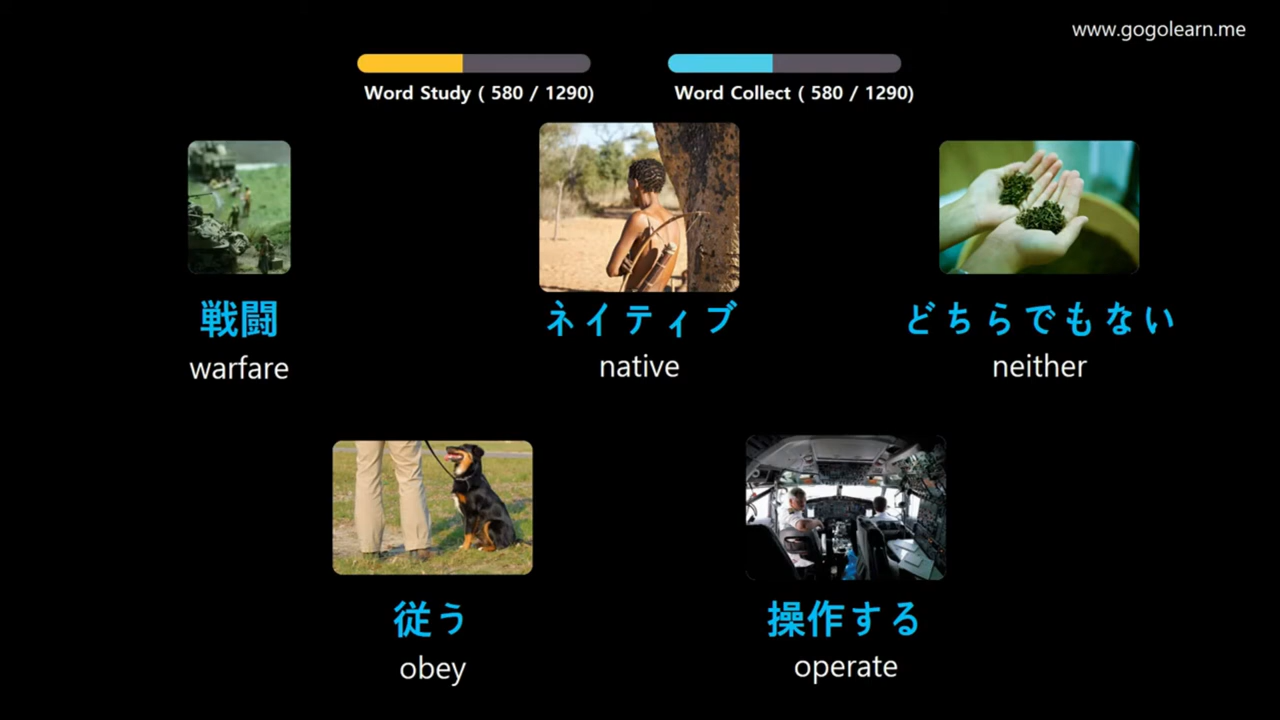 www.gogolearn.me
Word Study ( 580 / 1290)
Word Collect ( 580 / 1290)
戦闘
warfare
ネイティブ
native
どちらでもない
neither
従う
obey
操作する
operate